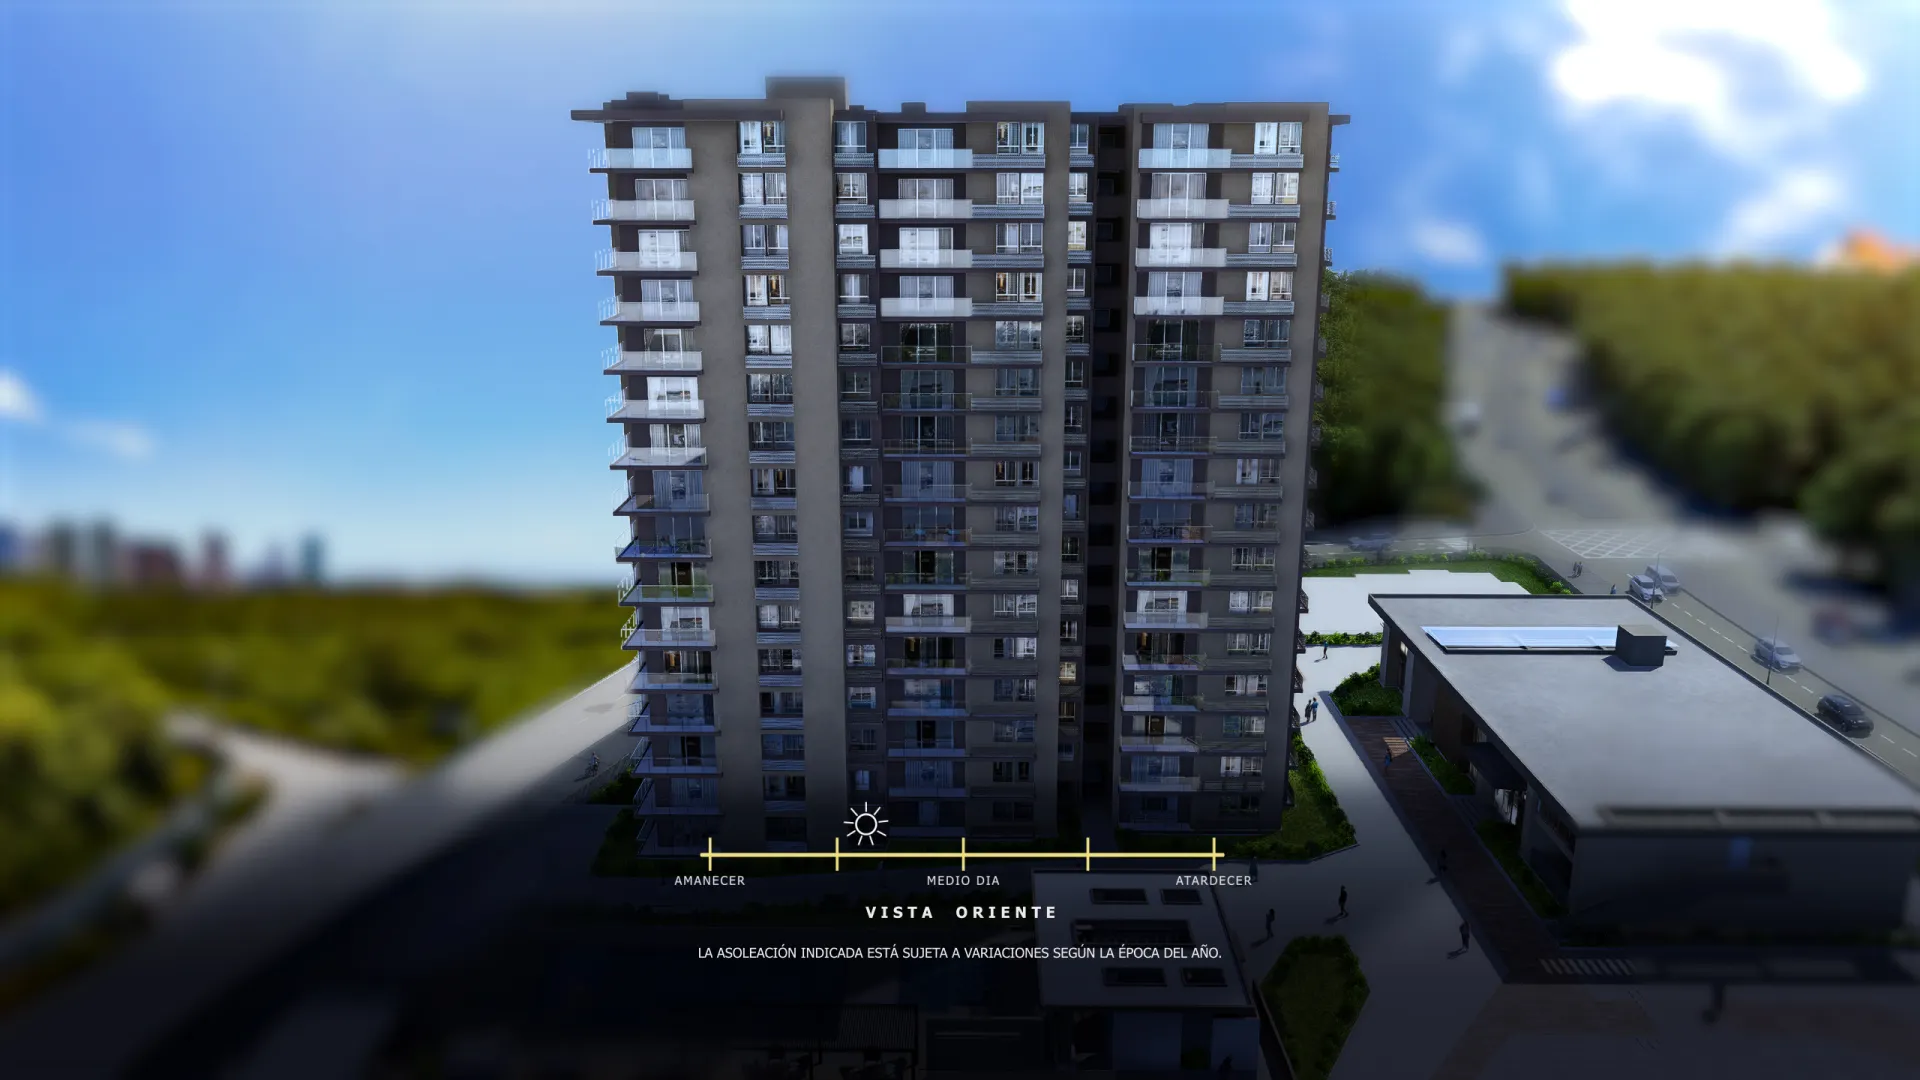 AMANECER
MEDIO DIA
ATARDECER
VISTA ORIENTE
LA ASOLEACIÓN INDICADA ESTÁ SUJETA A VARIACIONES SEGÚN LA ÉPOCA DEL AÑO.